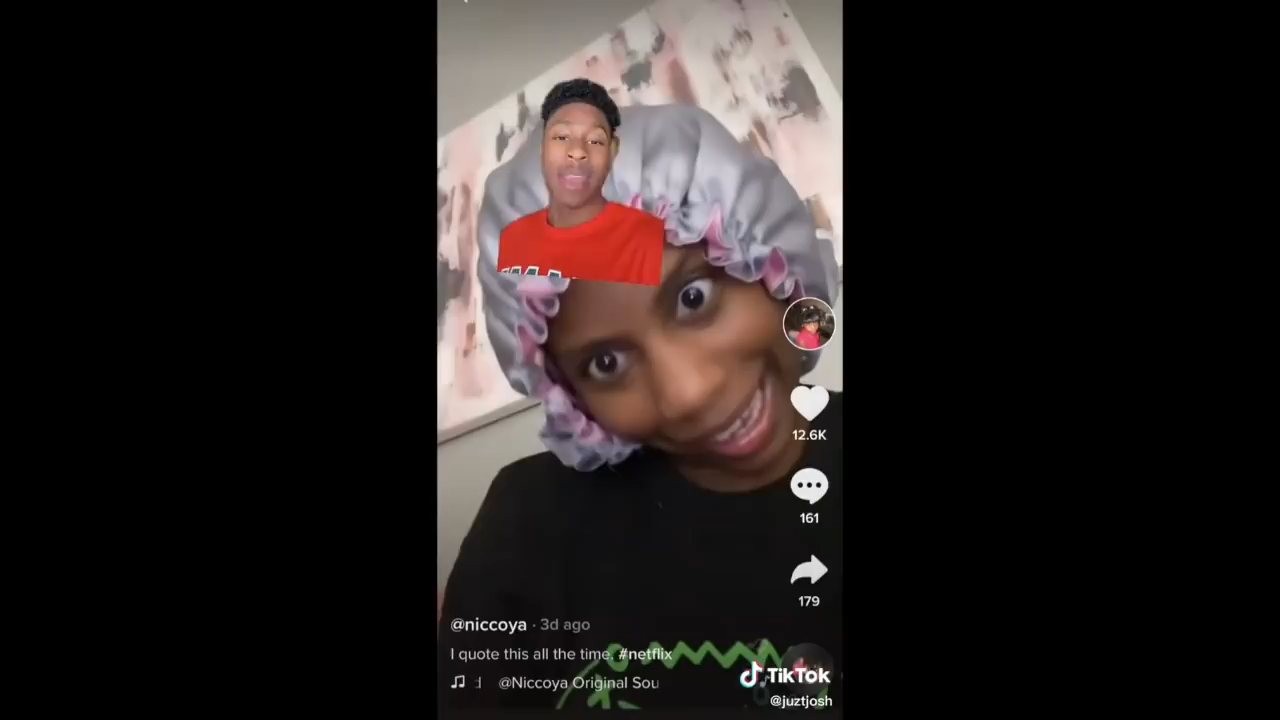 12.6K
161
179
@niccoya · 3d ago
I quote this all the time. #netflix
@Niccoya Original Sou
TikTok
@juztjosh